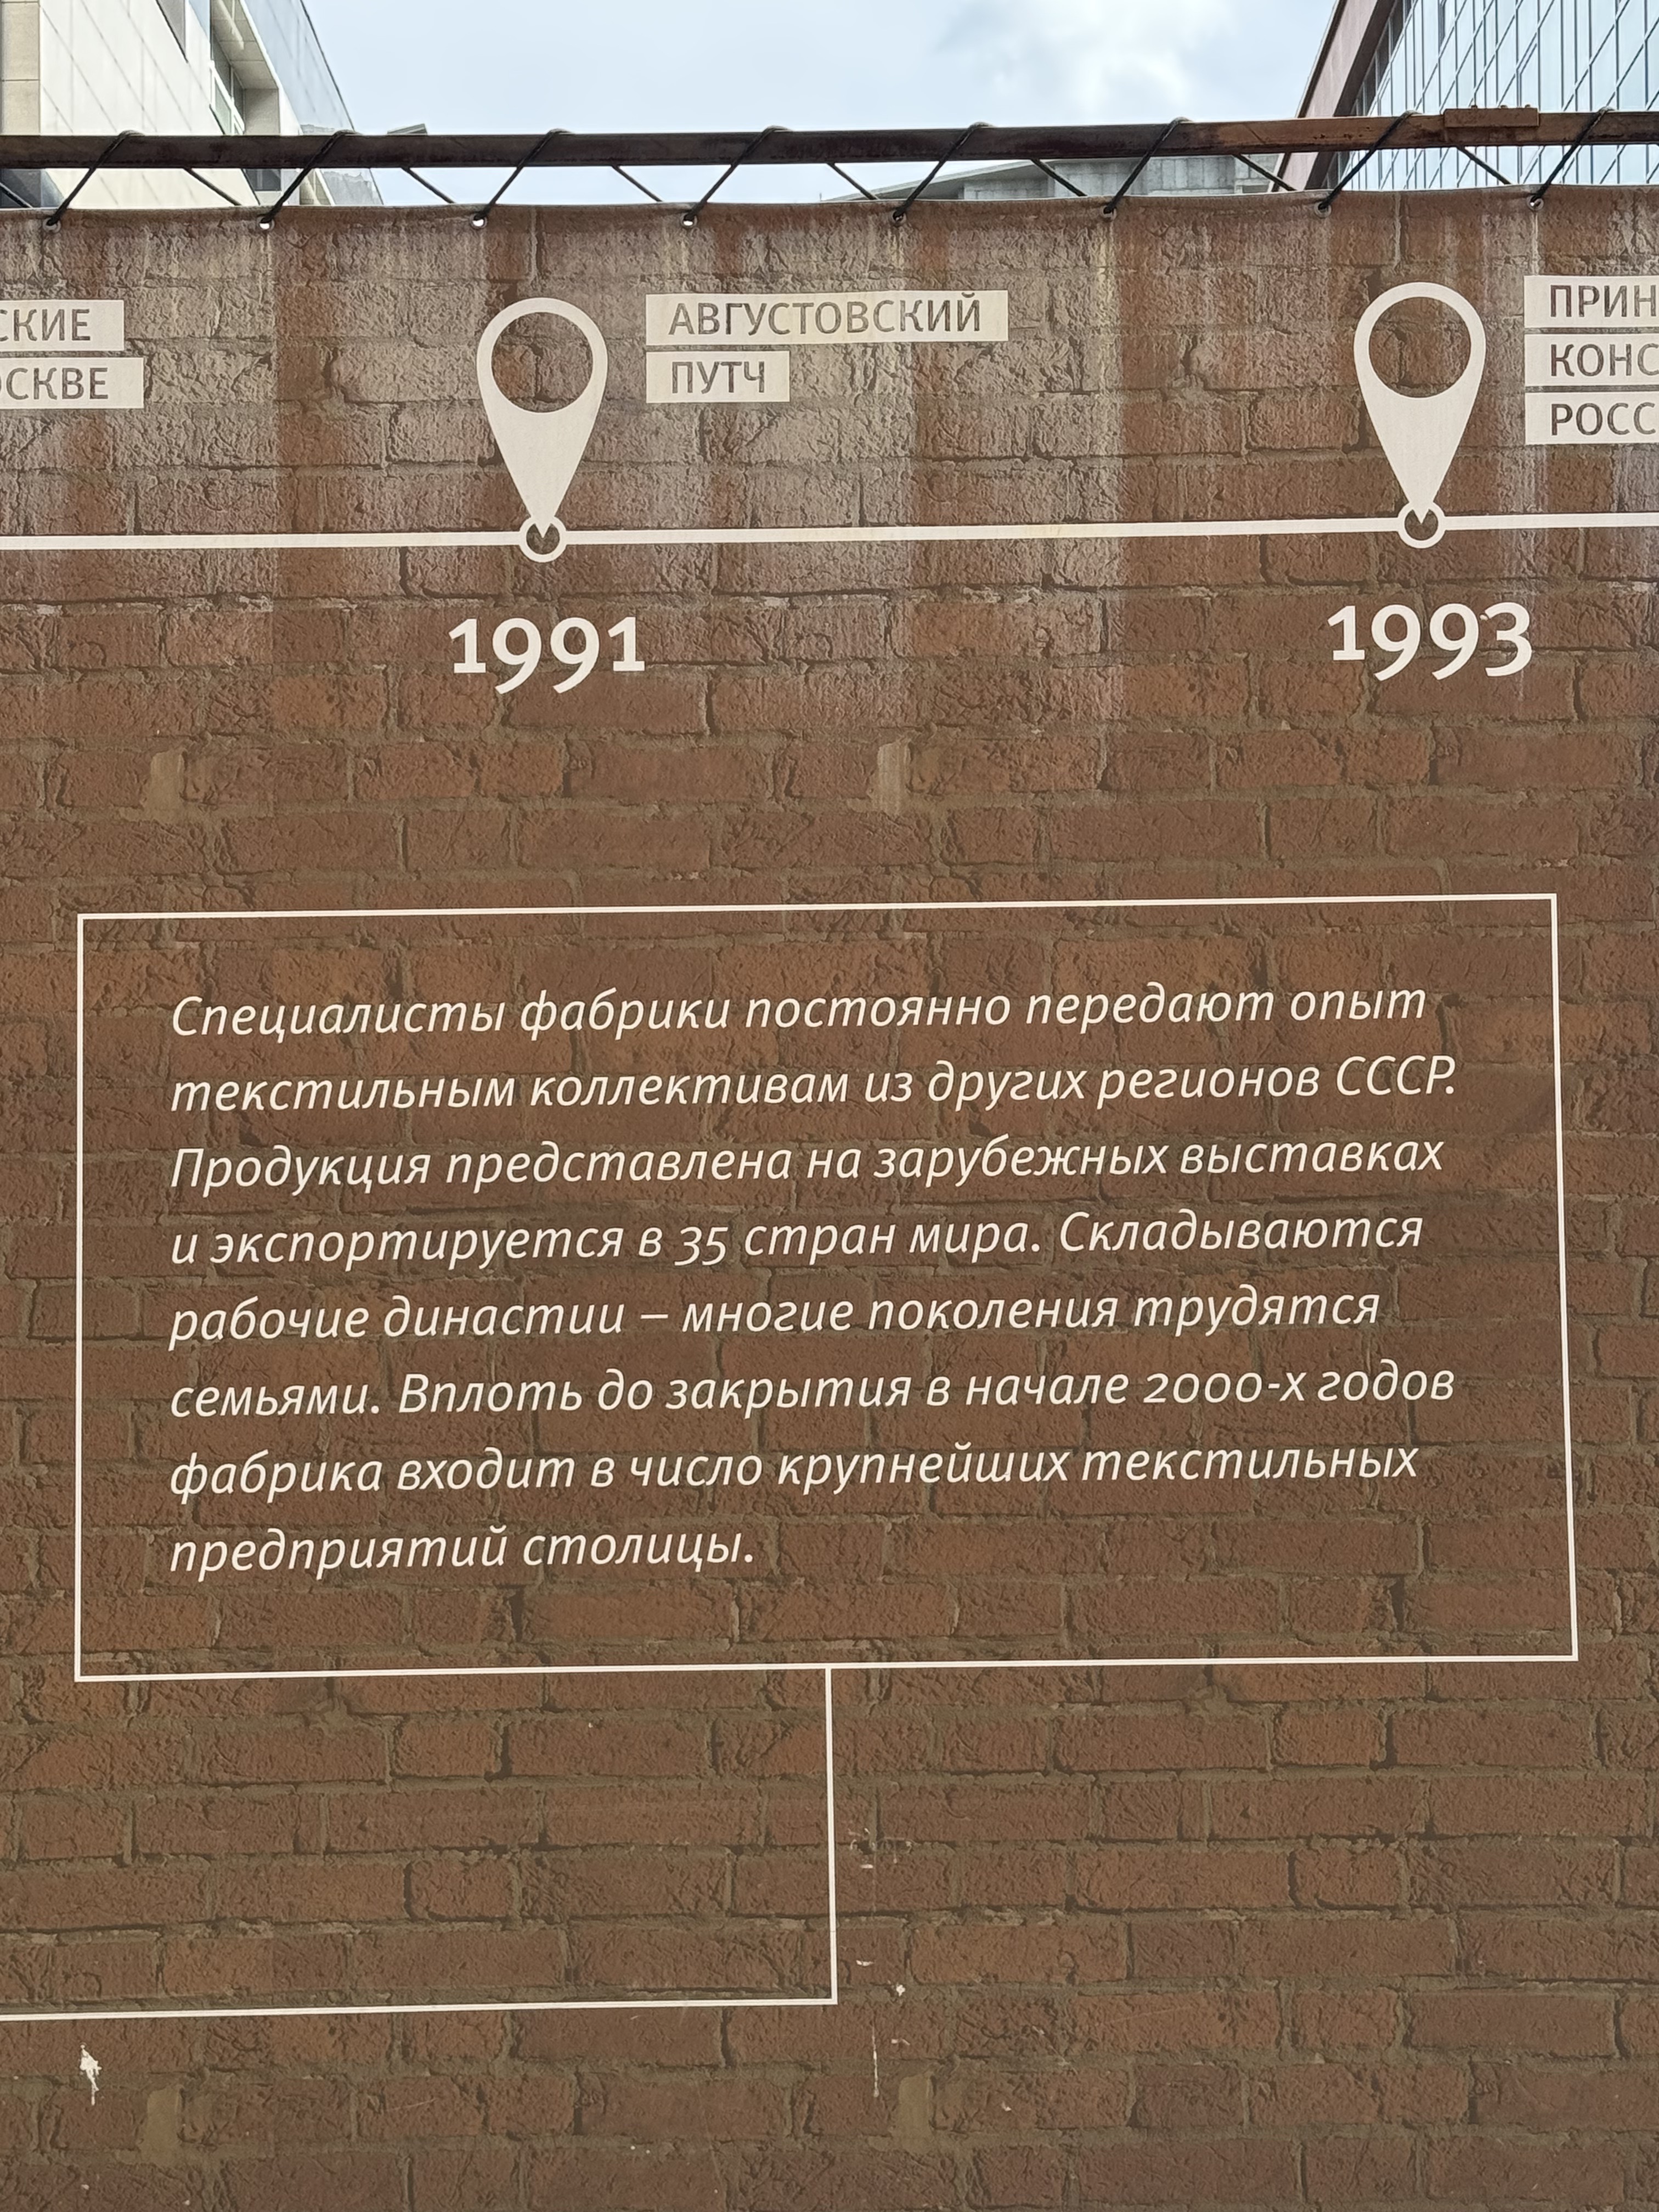 АВГУСТОВСКИЙ
ПУТЧ
1991
1993
Специалисты фабрики постоянно передают опыт
текстильным коллективам из других регионов СССР.
Продукция представлена на зарубежных выставках
и экспортируется в 35 стран мира. Складываются
рабочие династии – многие поколения трудятся
семьями. Вплоть до закрытия в начале 2000-х годов
фабрика входит в число крупнейших текстильных
предприятий столицы.